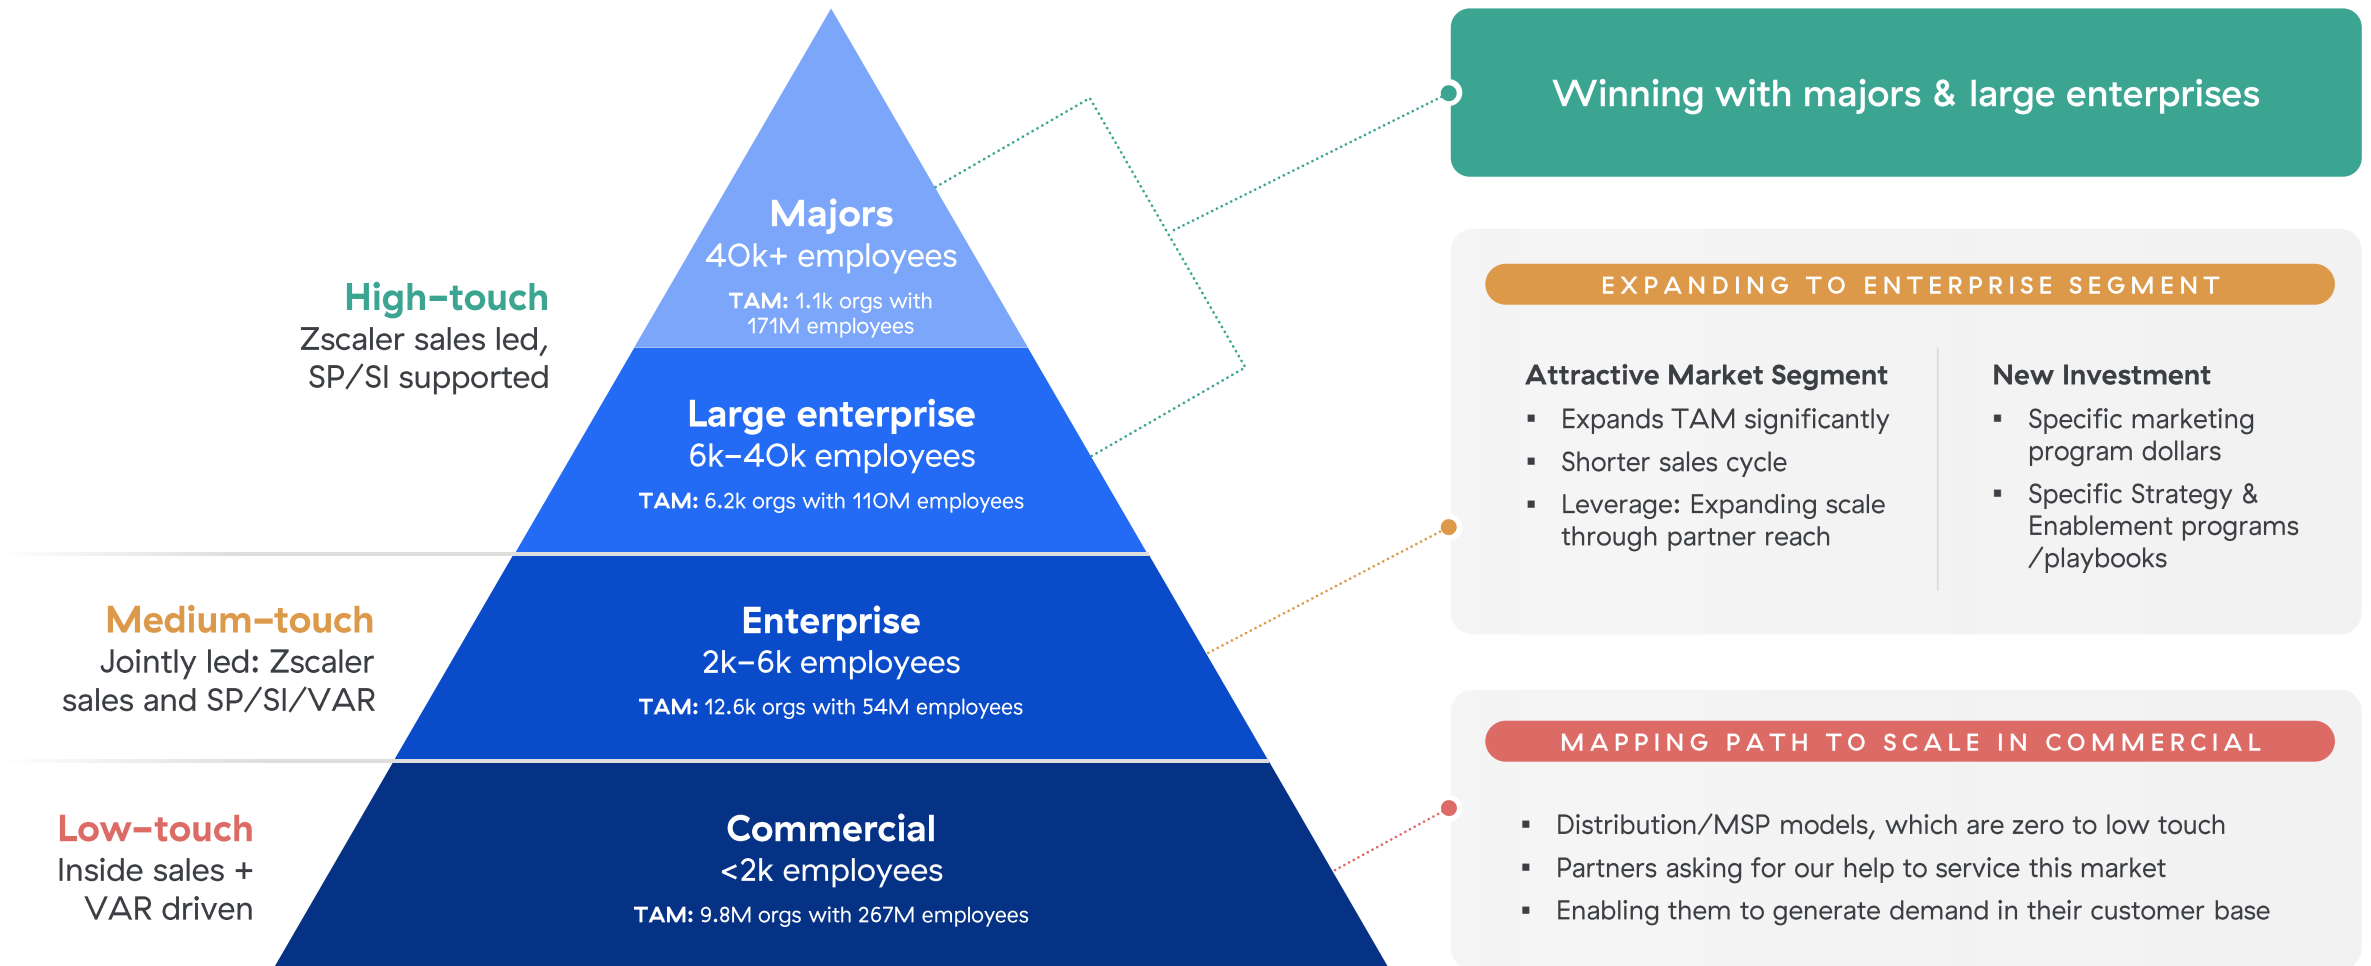 High-touch
Zscaler sales led,
SP/SI supported
Medium-touch
Jointly led: Zscaler
sales and SP/SI/VAR
Low-touch
Inside sales +
VAR driven
Majors
40k+ employees
TAM: 1.1k orgs with
171M employees
Large enterprise
6k–40k employees
TAM: 6.2k orgs with 110M employees
Enterprise
2k–6k employees
TAM: 12.6k orgs with 54M employees
Commercial
<2k employees
TAM: 9.8M orgs with 267M employees
Winning with majors & large enterprises
EXPANDING TO ENTERPRISE SEGMENT
Attractive Market Segment
▪ Expands TAM significantly
▪ Shorter sales cycle
▪ Leverage: Expanding scale
through partner reach
New Investment
▪ Specific marketing
program dollars
▪ Specific Strategy &
Enablement programs
/playbooks
MAPPING PATH TO SCALE IN COMMERCIAL
▪ Distribution/MSP models, which are zero to low touch
▪ Partners asking for our help to service this market
▪ Enabling them to generate demand in their customer base